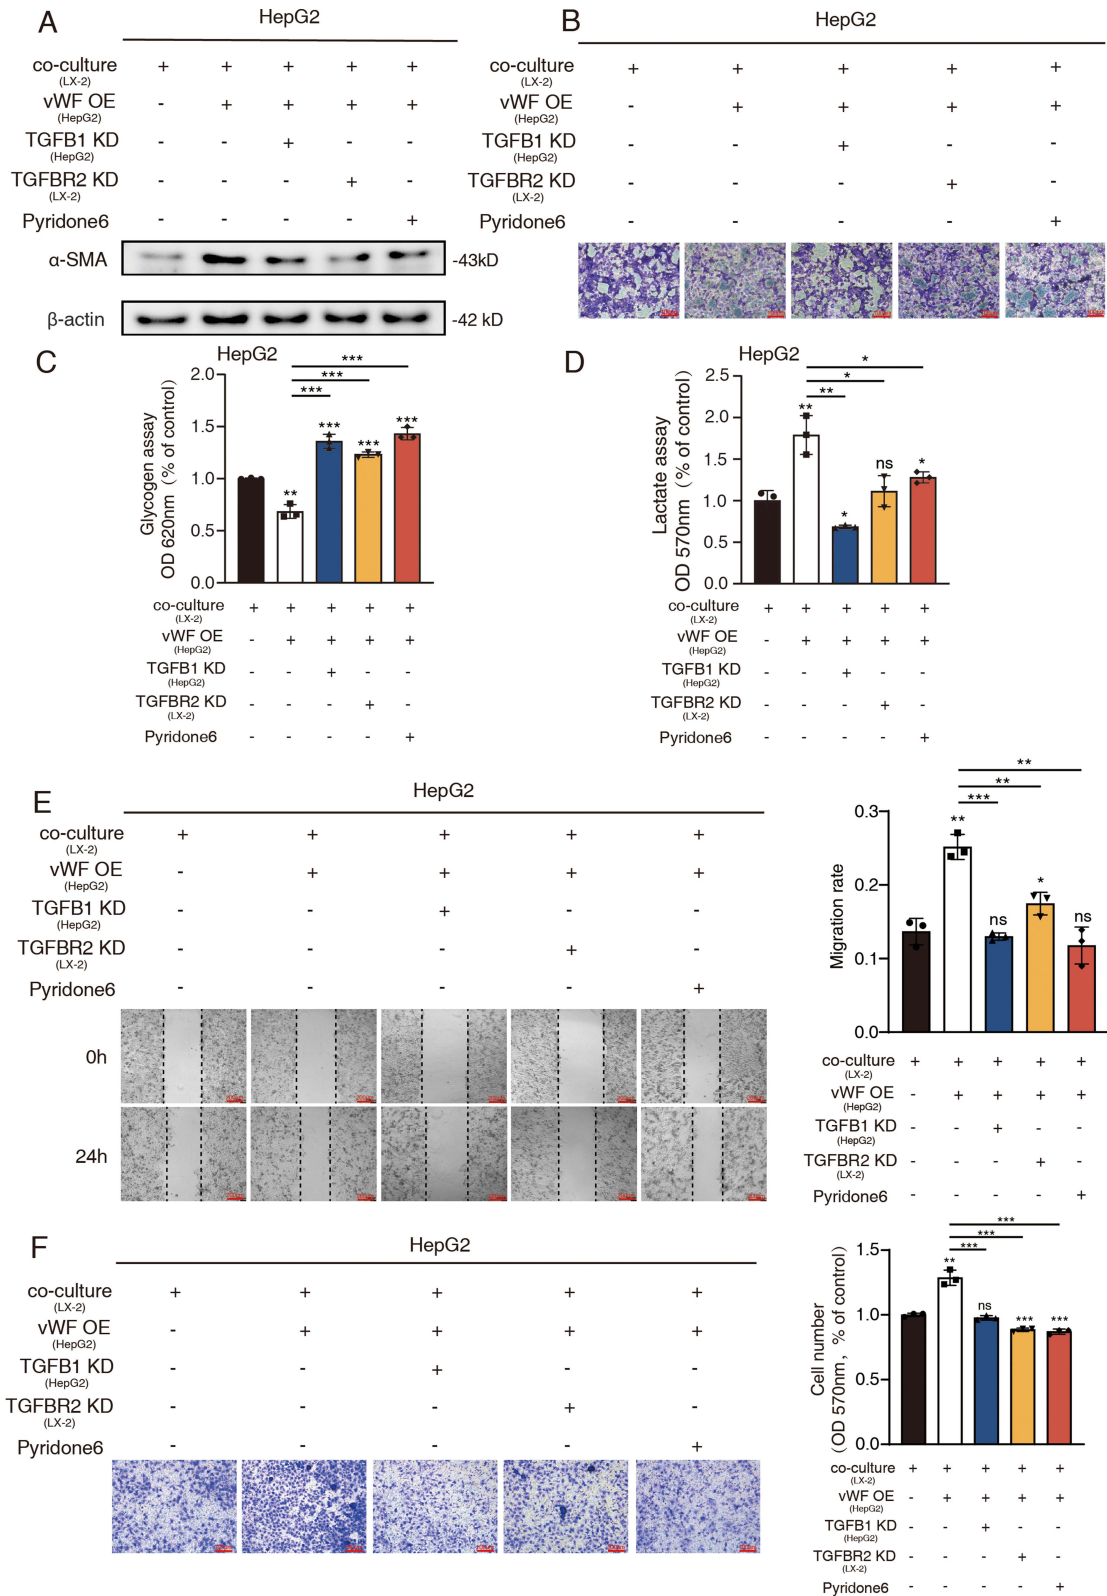 A
HepG2
co-culture + + + + +
(LX-2)
vWF OE - + + + +
(HepG2)
TGFB1 KD - - + - -
(HepG2)
TGFBR2 KD - - - + -
(LX-2)
Pyridone6 - - - - +
α-SMA -43kD
β-actin -42 kD
B
HepG2
co-culture + + + + +
(LX-2)
vWF OE - + + + +
(HepG2)
TGFB1 KD - - + - -
(HepG2)
TGFBR2 KD - - - + -
(LX-2)
Pyridone6 - - - - +
C
HepG2
Glycogen assay
OD 620nm (% of control)
2.0
1.5
1.0
0.5
0.0
***
***
***
** *** *** ***
co-culture + + + + +
(LX-2)
vWF OE - + + + +
(HepG2)
TGFB1 KD - - + - -
(HepG2)
TGFBR2 KD - - - + -
(LX-2)
Pyridone6 - - - - +
D
HepG2
Lactate assay
OD 570nm (% of control)
2.5
2.0
1.5
1.0
0.5
0.0
*
*
**
** * ns *
co-culture + + + + +
(LX-2)
vWF OE - + + + +
(HepG2)
TGFB1 KD - - + - -
(HepG2)
TGFBR2 KD - - - + -
(LX-2)
Pyridone6 - - - - +
E
HepG2
co-culture + + + + +
(LX-2)
vWF OE - + + + +
(HepG2)
TGFB1 KD - - + - -
(HepG2)
TGFBR2 KD - - - + -
(LX-2)
Pyridone6 - - - - +
0h
24h
Migration rate
0.3
0.2
0.1
0.0
**
**
***
** ns * ns
co-culture + + + + +
(LX-2)
vWF OE - + + + +
(HepG2)
TGFB1 KD - - + - -
(HepG2)
TGFBR2 KD - - - + -
(LX-2)
Pyridone6 - - - - +
F
HepG2
co-culture + + + + +
(LX-2)
vWF OE - + + + +
(HepG2)
TGFB1 KD - - + - -
(HepG2)
TGFBR2 KD - - - + -
(LX-2)
Pyridone6 - - - - +
Cell number
(OD 570nm, % of control)
1.5
1.0
0.5
0.0
***
***
***
** ns *** ***
co-culture + + + + +
(LX-2)
vWF OE - + + + +
(HepG2)
TGFB1 KD - - + - -
(HepG2)
TGFBR2 KD - - - + -
(LX-2)
Pyridone6 - - - - +